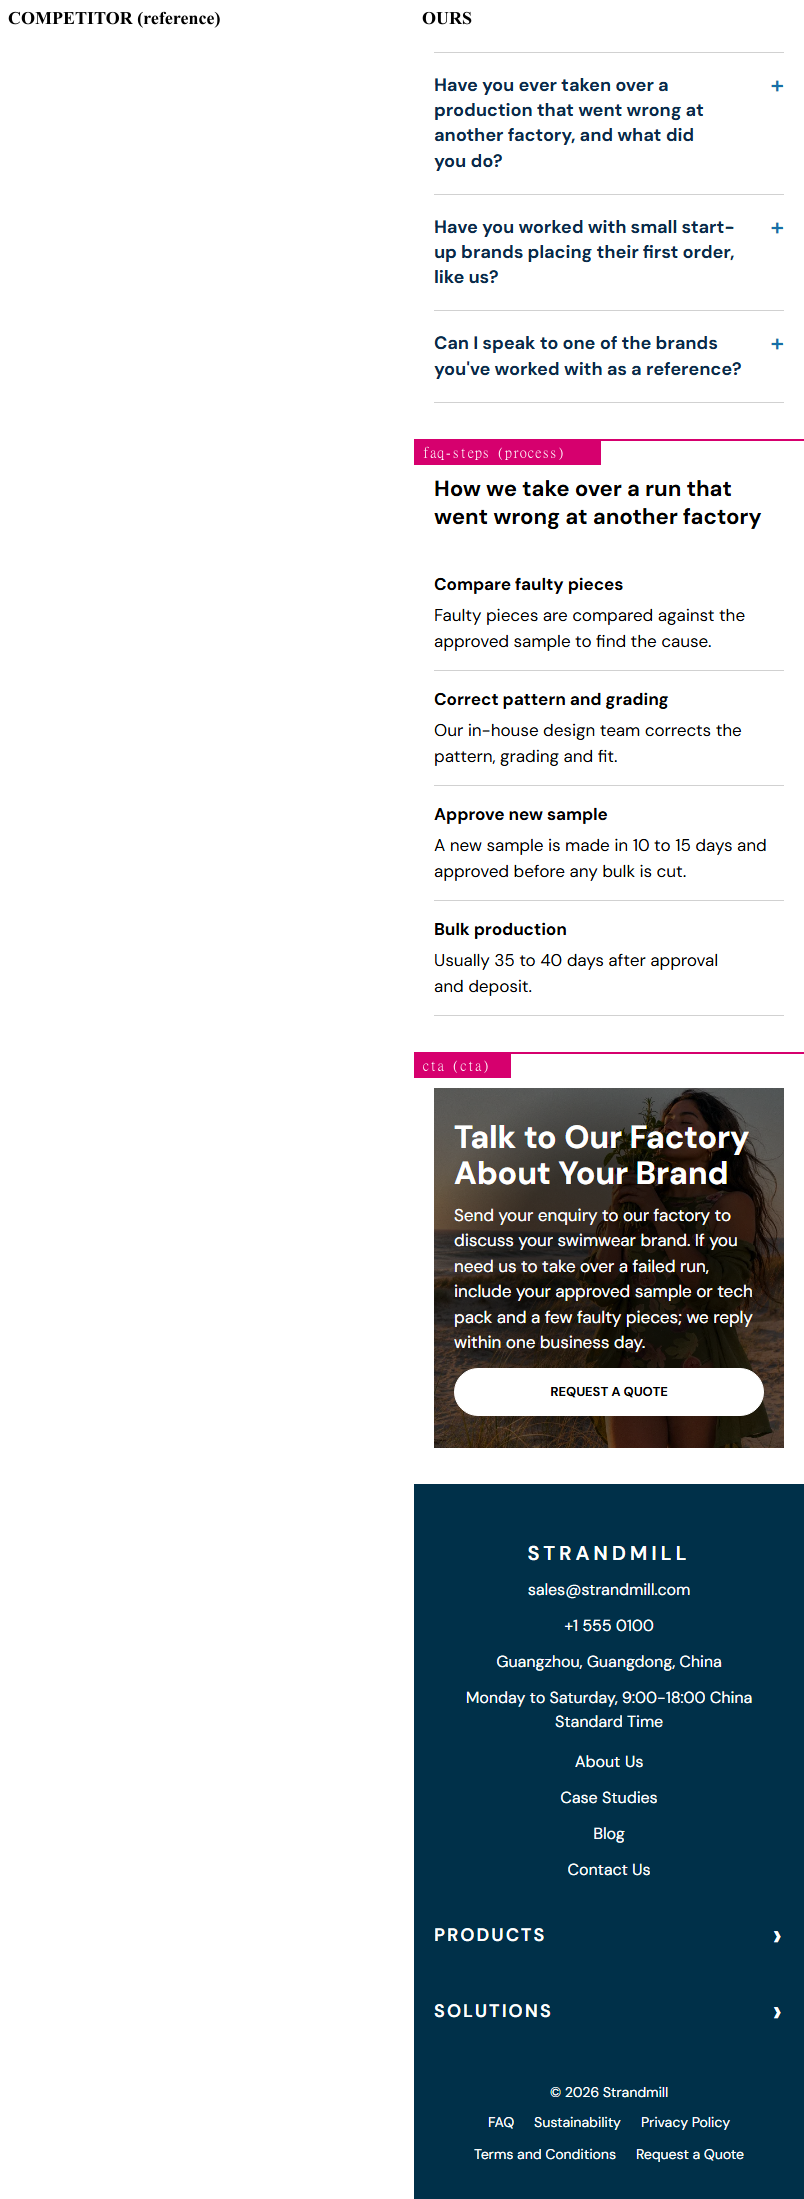 COMPETITOR (reference)
OURS
Have you ever taken over a
production that went wrong at
another factory, and what did
you do?
+
Have you worked with small start-
up brands placing their first order,
like us?
+
Can I speak to one of the brands
you've worked with as a reference?
+
faq-steps (process)
How we take over a run that
went wrong at another factory
Compare faulty pieces
Faulty pieces are compared against the
approved sample to find the cause.
Correct pattern and grading
Our in-house design team corrects the
pattern, grading and fit.
Approve new sample
A new sample is made in 10 to 15 days and
approved before any bulk is cut.
Bulk production
Usually 35 to 40 days after approval
and deposit.
cta (cta)
Talk to Our Factory
About Your Brand
Send your enquiry to our factory to
discuss your swimwear brand. If you
need us to take over a failed run,
include your approved sample or tech
pack and a few faulty pieces; we reply
within one business day.
REQUEST A QUOTE
STRANDMILL
sales@strandmill.com
+1 555 0100
Guangzhou, Guangdong, China
Monday to Saturday, 9:00-18:00 China
Standard Time
About Us
Case Studies
Blog
Contact Us
PRODUCTS
SOLUTIONS
© 2026 Strandmill
FAQ Sustainability Privacy Policy
Terms and Conditions Request a Quote